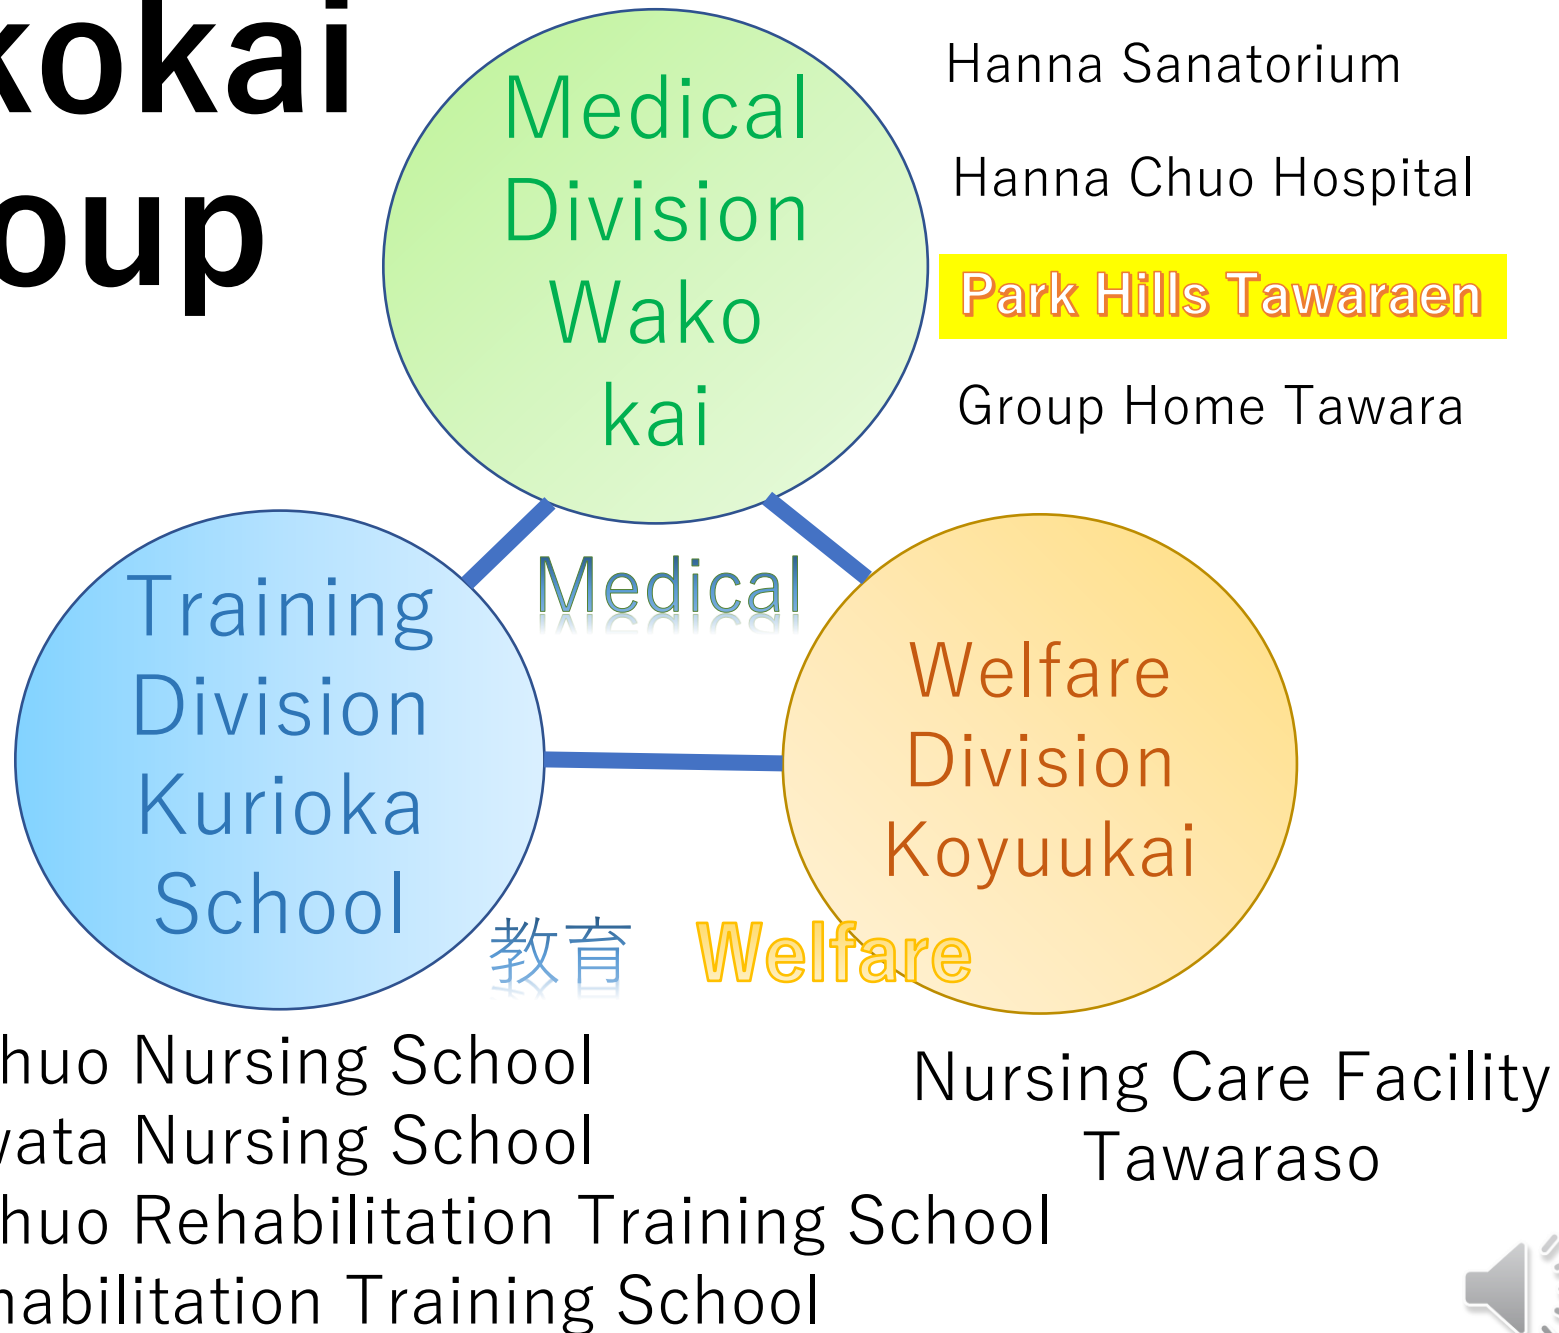 kokai
oup
Medical
Division
Wako
kai
Hanna Sanatorium
Hanna Chuo Hospital
Park Hills Tawaraen
Group Home Tawara
Medical
Training
Division
Kurioka
School
Welfare
Division
Koyuukai
教育
Welfare
huo Nursing School
wata Nursing School
huo Rehabilitation Training School
habilitation Training School
Nursing Care Facility
Tawaraso